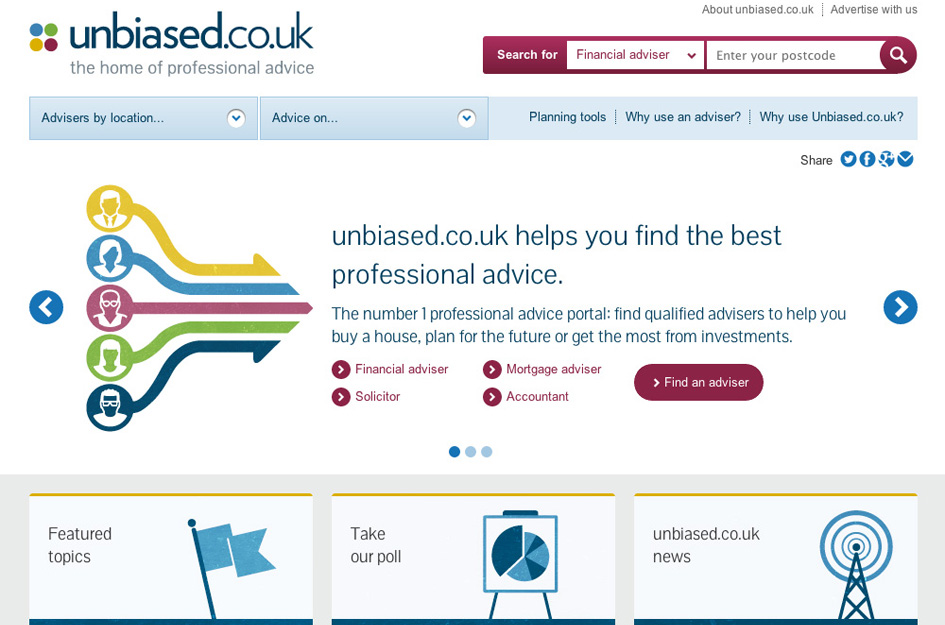 About unbiased.co.uk
Advertise with us
unbiased.co.uk
the home of professional advice
Search for
Financial adviser
Enter your postcode
Advisers by location...
Advice on...
Planning tools
Why use an adviser?
Why use Unbiased.co.uk?
Share
unbiased.co.uk helps you find the best
professional advice.
The number 1 professional advice portal: find qualified advisers to help you
buy a house, plan for the future or get the most from investments.
Financial adviser
Mortgage adviser
Solicitor
Accountant
Find an adviser
Featured
topics
Take
our poll
unbiased.co.uk
news